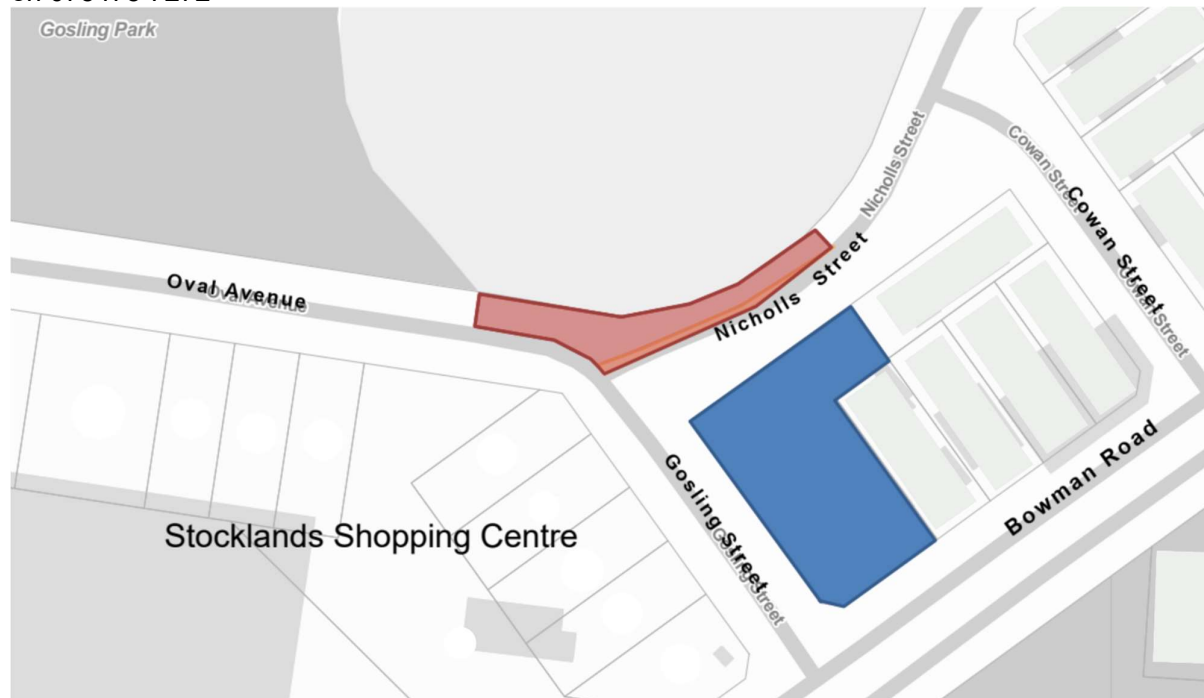 Gosling Park
Nicholls Street
Cowan Street
Cowan Street
Oval Avenue
Oval Avenue
Nicholls Street
Cowan Street
Gosling Street
Gosling Street
Bowman Road
Stocklands Shopping Centre